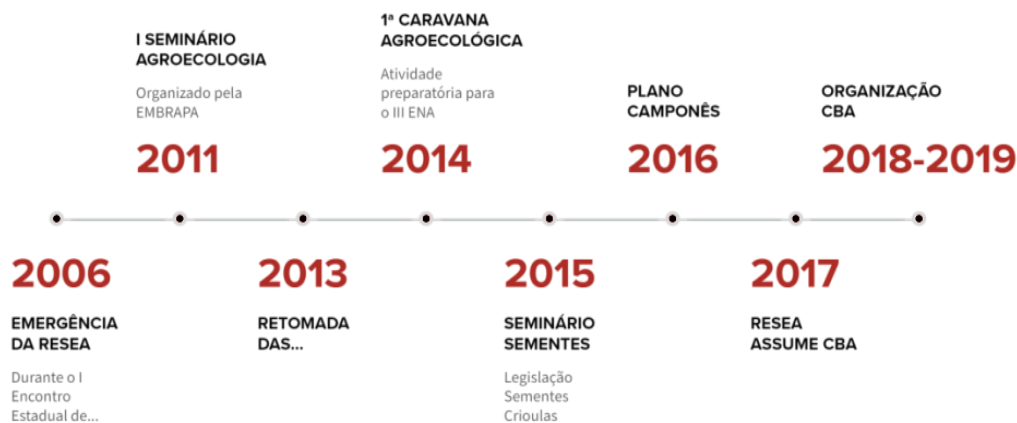 I SEMINÁRIO
AGROECOLOGIA
Organizado pela
EMBRAPA
2011
1ª CARAVANA
AGROECOLÓGICA
Atividade
preparatória para
o III ENA
2014
PLANO
CAMPONÊS
2016
ORGANIZAÇÃO
CBA
2018-2019
2006
EMERGÊNCIA
DA RESEA
Durante o I
Encontro
Estadual de...
2013
RETOMADA
DAS...
2015
SEMINÁRIO
SEMENTES
Legislação
Sementes
Crioulas
2017
RESEA
ASSUME CBA